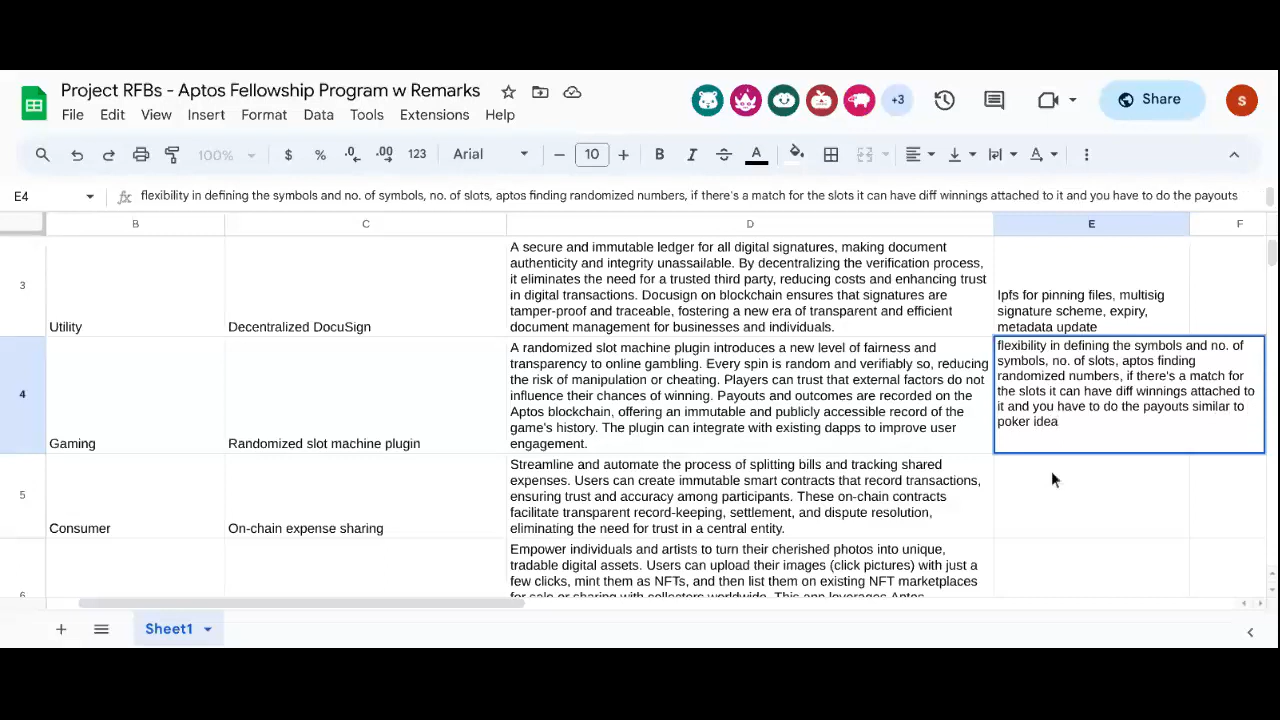 Project RFBs - Aptos Fellowship Program w Remarks
+3
Share
S
File Edit View Insert Format Data Tools Extensions Help
100% $ % .0 .00 123 Arial 10 B I S A
E4 fx flexibility in defining the symbols and no. of symbols, no. of slots, aptos finding randomized numbers, if there's a match for the slots it can have diff winnings attached to it and you have to do the payouts
B C D E F
3
Utility
Decentralized DocuSign
A secure and immutable ledger for all digital signatures, making document
authenticity and integrity unassailable. By decentralizing the verification process,
it eliminates the need for a trusted third party, reducing costs and enhancing trust
in digital transactions. Docusign on blockchain ensures that signatures are
tamper-proof and traceable, fostering a new era of transparent and efficient
document management for businesses and individuals.
Ipfs for pinning files, multisig
signature scheme, expiry,
metadata update
4
Gaming
Randomized slot machine plugin
A randomized slot machine plugin introduces a new level of fairness and
transparency to online gambling. Every spin is random and verifiably so, reducing
the risk of manipulation or cheating. Players can trust that external factors do not
influence their chances of winning. Payouts and outcomes are recorded on the
Aptos blockchain, offering an immutable and publicly accessible record of the
game's history. The plugin can integrate with existing dapps to improve user
engagement.
flexibility in defining the symbols and no. of
symbols, no. of slots, aptos finding
randomized numbers, if there's a match for
the slots it can have diff winnings attached to
it and you have to do the payouts similar to
poker idea
5
Consumer
On-chain expense sharing
Streamline and automate the process of splitting bills and tracking shared
expenses. Users can create immutable smart contracts that record transactions,
ensuring trust and accuracy among participants. These on-chain contracts
facilitate transparent record-keeping, settlement, and dispute resolution,
eliminating the need for trust in a central entity.
6
Empower individuals and artists to turn their cherished photos into unique,
tradable digital assets. Users can upload their images (click pictures) with just a
few clicks, mint them as NFTs, and then list them on existing NFT marketplaces
for sale or sharing with collectors worldwide. This app leverages Aptos
Sheet1